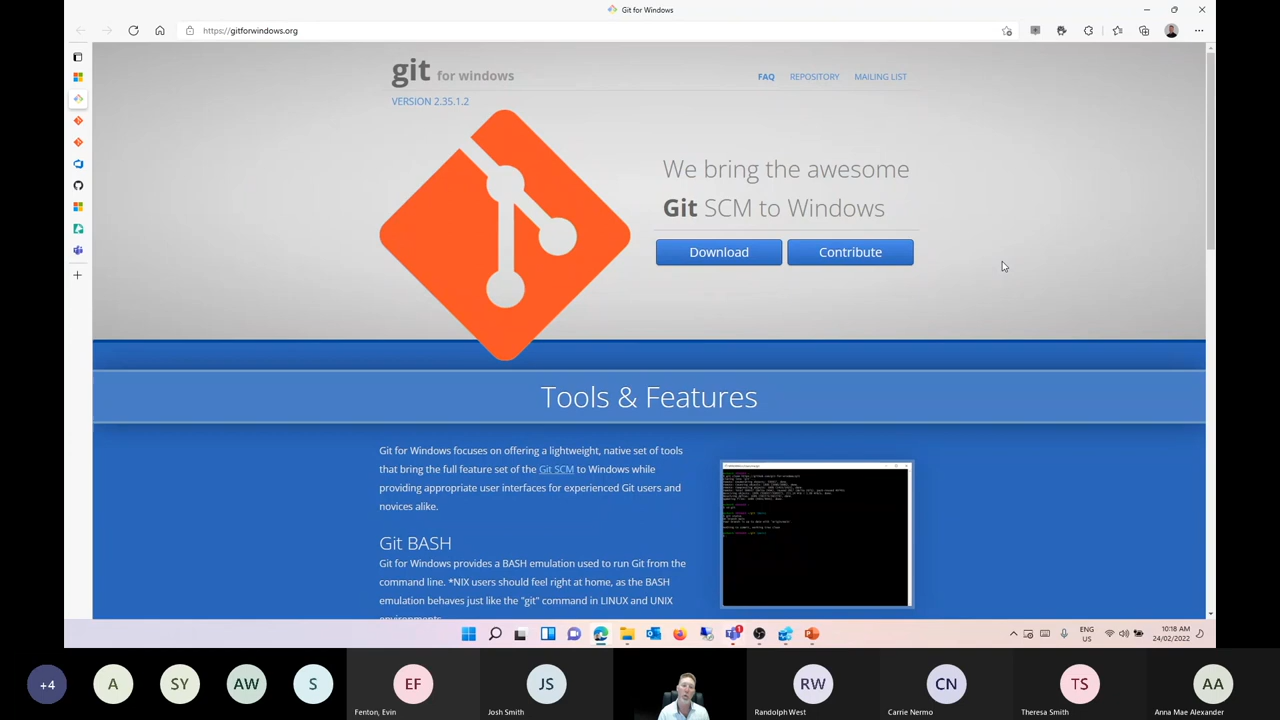 Git for Windows
https://gitforwindows.org
git for windows
FAQ
REPOSITORY
MAILING LIST
VERSION 2.35.1.2
We bring the awesome
Git SCM to Windows
Download
Contribute
Tools & Features
Git for Windows focuses on offering a lightweight, native set of tools
that bring the full feature set of the Git SCM to Windows while
providing appropriate user interfaces for experienced Git users and
novices alike.
Git BASH
Git for Windows provides a BASH emulation used to run Git from the
command line. *NIX users should feel right at home, as the BASH
emulation behaves just like the "git" command in LINUX and UNIX
environments.
1
ENG
US
10:18 AM
24/02/2022
+4
A
SY
AW
S
EF
Fenton, Evin
JS
Josh Smith
RW
Randolph West
CN
Carrie Nermo
TS
Theresa Smith
AA
Anna Mae Alexander